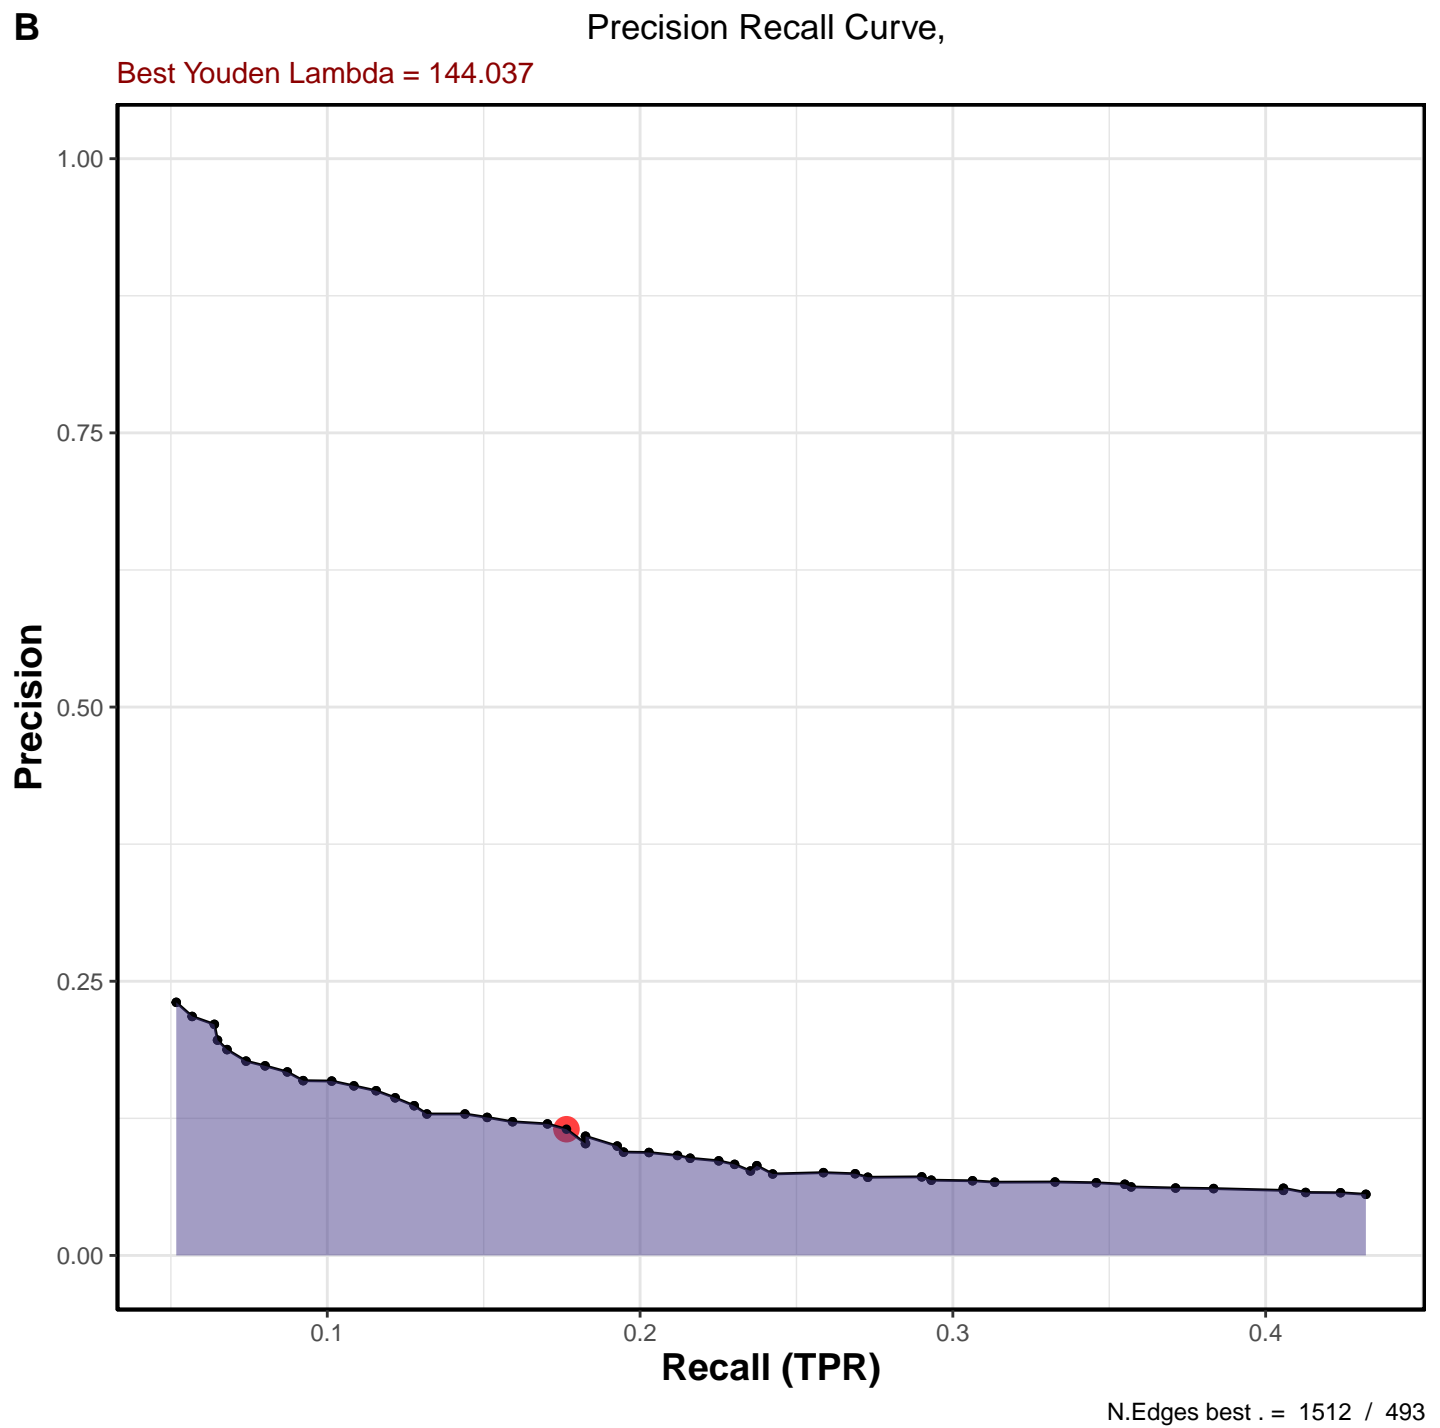 B
Precision Recall Curve,
Best Youden Lambda = 144.037
1.00
0.75
0.50
0.25
0.00
Precision
0.1 0.2 0.3 0.4
Recall (TPR)
N.Edges best . = 1512 / 493